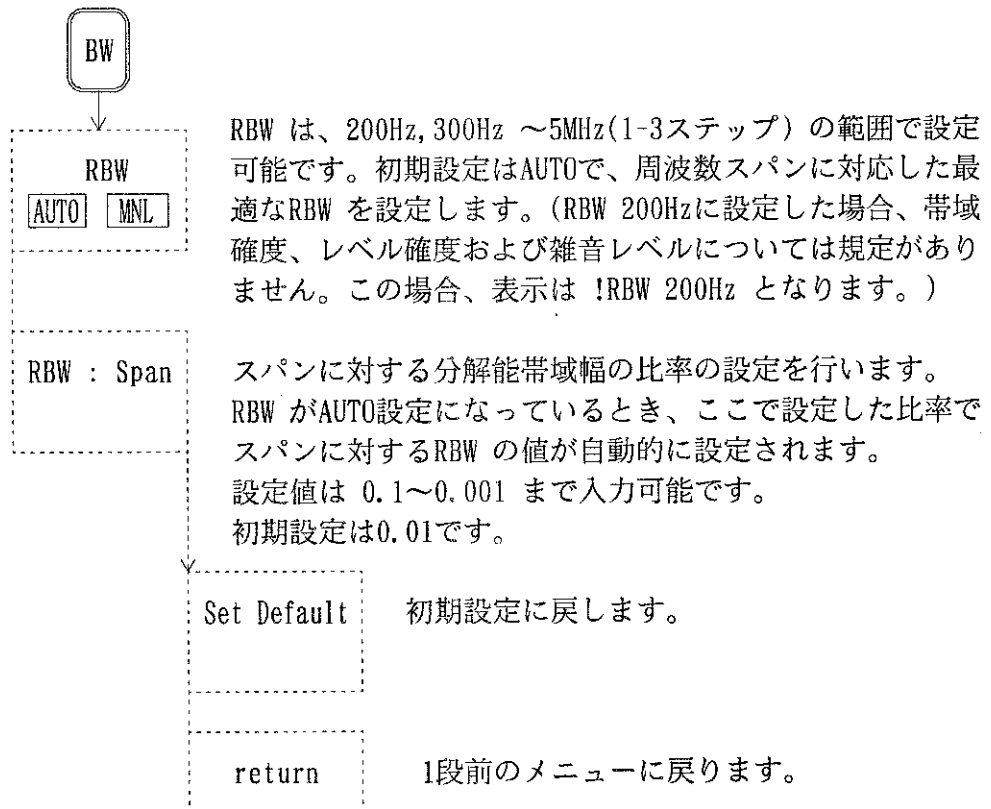 BW
RBW
AUTO MNL
RBW は、200Hz,300Hz ～5MHz(1-3ステップ) の範囲で設定
可能です。初期設定はAUTOで、周波数スパンに対応した最
適なRBW を設定します。(RBW 200Hzに設定した場合、帯域
確度、レベル確度および雑音レベルについては規定があり
ません。この場合、表示は !RBW 200Hz となります。)
RBW : Span
スパンに対する分解能帯域幅の比率の設定を行います。
RBW がAUTO設定になっているとき、ここで設定した比率で
スパンに対するRBW の値が自動的に設定されます。
設定値は 0.1～0.001 まで入力可能です。
初期設定は0.01です。
Set Default 初期設定に戻します。
return 1段前のメニューに戻ります。